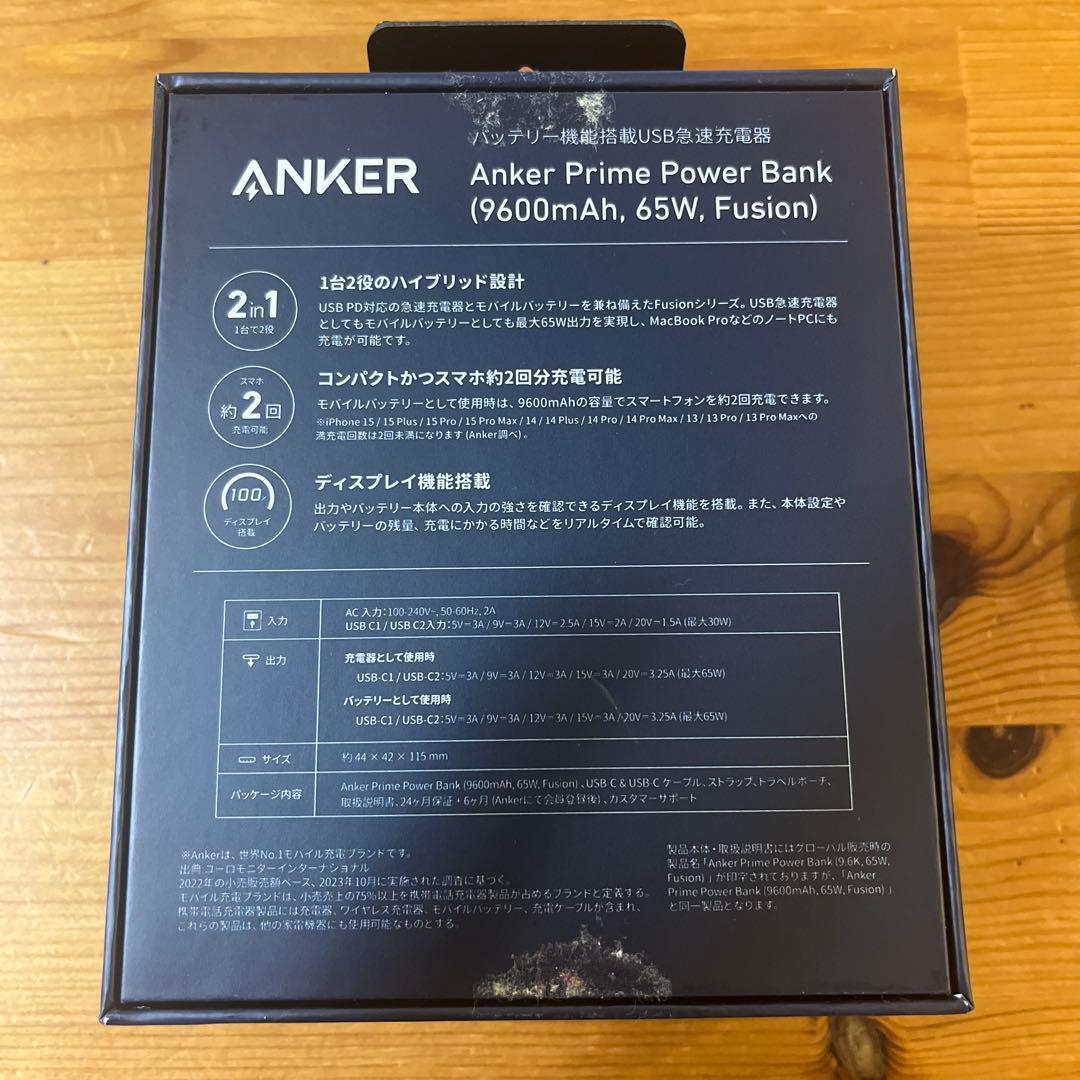 バッテリー機能搭載USB急速充電器
ANKER
Anker Prime Power Bank
(9600mAh, 65W, Fusion)
2in1
1台で2役
1台2役のハイブリッド設計
USB PD対応の急速充電器とモバイルバッテリーを兼ね備えたFusionシリーズ。USB急速充電器
としてもモバイルバッテリーとしても最大65W出力を実現し、MacBook ProなどのノートPCにも
充電が可能です。
スマホ
約2回
充電可能
コンパクトかつスマホ約2回分充電可能
モバイルバッテリーとして使用時は、9600mAhの容量でスマートフォンを約2回充電できます。
※iPhone 15 / 15 Plus / 15 Pro / 15 Pro Max / 14 / 14 Plus / 14 Pro / 14 Pro Max / 13 / 13 Pro / 13 Pro Maxへの
満充電回数は2回未満になります (Anker調べ)。
100%
ディスプレイ
搭載
ディスプレイ機能搭載
出力やバッテリー本体への入力の強さを確認できるディスプレイ機能を搭載。また、本体設定や
バッテリーの残量、充電にかかる時間などをリアルタイムで確認可能。
入力
AC 入力：100-240V~, 50-60Hz, 2A
USB C1 / USB C2入力：5V⎓3A / 9V⎓3A / 12V⎓2.5A / 15V⎓2A / 20V⎓1.5A (最大30W)
出力
充電器として使用時
USB-C1 / USB-C2：5V⎓3A / 9V⎓3A / 12V⎓3A / 15V⎓3A / 20V⎓3.25A (最大65W)
バッテリーとして使用時
USB-C1 / USB-C2：5V⎓3A / 9V⎓3A / 12V⎓3A / 15V⎓3A / 20V⎓3.25A (最大65W)
サイズ
約 44 × 42 × 115 mm
パッケージ内容
Anker Prime Power Bank (9600mAh, 65W, Fusion) 、USB-C & USB-C ケーブル、ストラップ、トラベルポーチ、
取扱説明書、24ヶ月保証 + 6ヶ月 (Ankerにて会員登録後) 、カスタマーサポート
※Ankerは、世界No.1モバイル充電ブランドです。
出典:ユーロモニターインターナショナル
2022年の小売販売額ベース、2023年10月に実施された調査に基づく。
モバイル充電ブランドは、小売売上の75%以上を携帯電話充電器製品が占めるブランドと定義する。
携帯電話充電器製品には充電器、ワイヤレス充電器、モバイルバッテリー、充電ケーブルが含まれ、
これらの製品は、他の家電機器にも使用可能なものとする。
製品本体・取扱説明書にはグローバル販売時の
製品名「Anker Prime Power Bank (9.6K, 65W,
Fusion) 」が印字されておりますが、「Anker
Prime Power Bank (9600mAh, 65W, Fusion) 」
と同一製品となります。